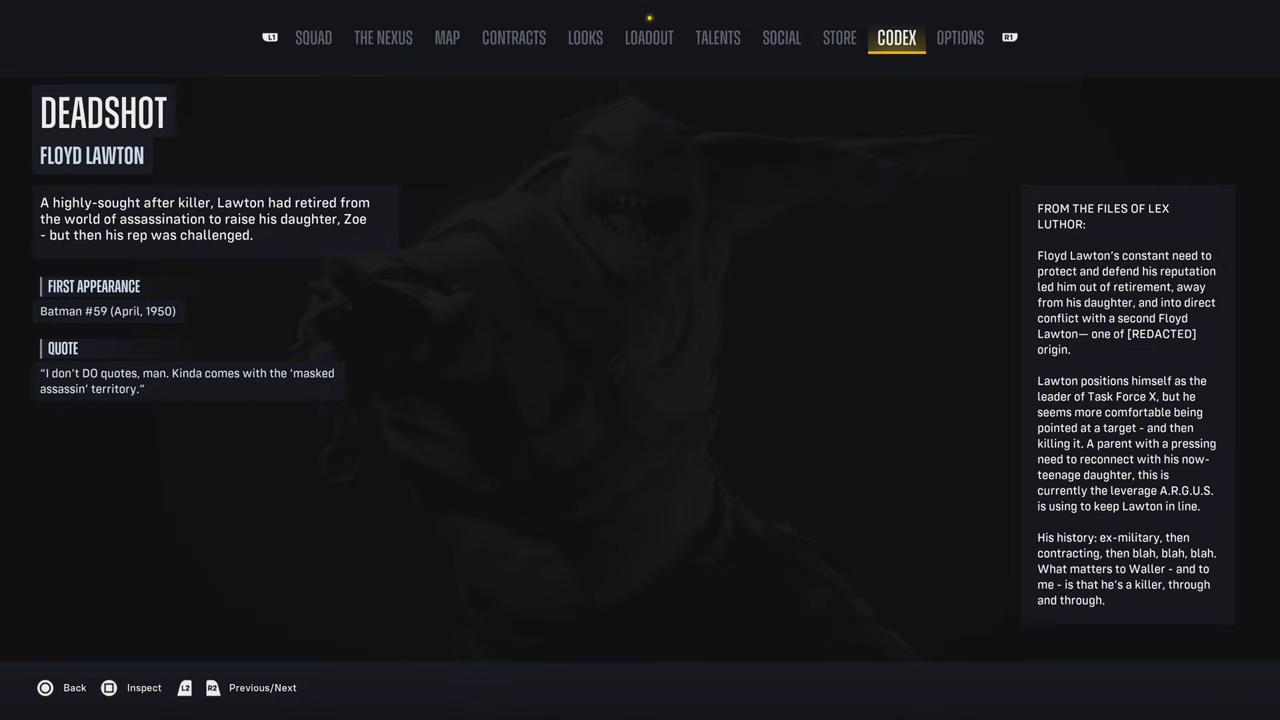 L1 SQUAD THE NEXUS MAP CONTRACTS LOOKS LOADOUT TALENTS SOCIAL STORE CODEX OPTIONS R1
DEADSHOT
FLOYD LAWTON
A highly-sought after killer, Lawton had retired from
the world of assassination to raise his daughter, Zoe
- but then his rep was challenged.
FIRST APPEARANCE
Batman #59 (April, 1950)
QUOTE
“I don’t DO quotes, man. Kinda comes with the ‘masked
assassin’ territory.”
FROM THE FILES OF LEX
LUTHOR:
Floyd Lawton’s constant need to
protect and defend his reputation
led him out of retirement, away
from his daughter, and into direct
conflict with a second Floyd
Lawton— one of [REDACTED]
origin.
Lawton positions himself as the
leader of Task Force X, but he
seems more comfortable being
pointed at a target - and then
killing it. A parent with a pressing
need to reconnect with his now-
teenage daughter, this is
currently the leverage A.R.G.U.S.
is using to keep Lawton in line.
His history: ex-military, then
contracting, then blah, blah, blah.
What matters to Waller - and to
me - is that he’s a killer, through
and through.
Back Inspect L2 R2 Previous/Next